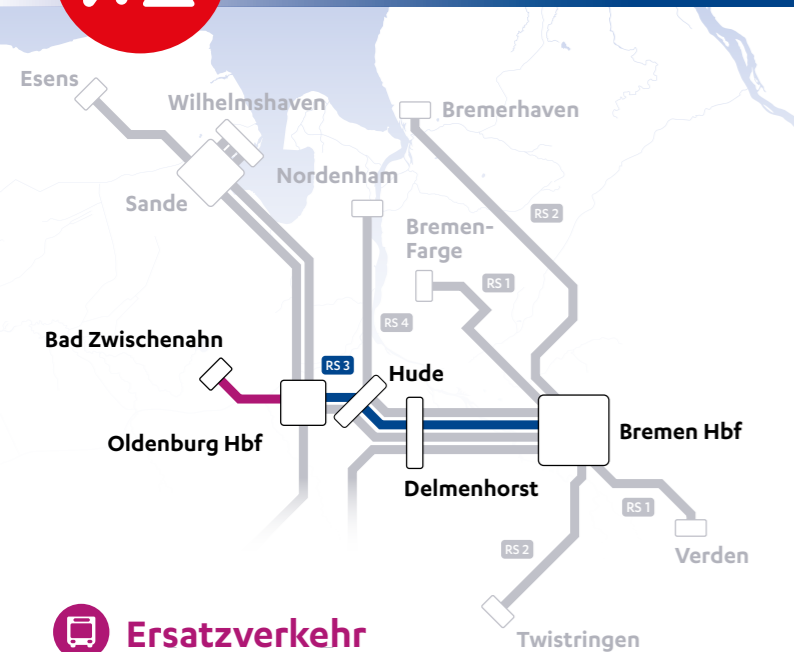 Esens
Wilhelmshaven
Bremerhaven
Nordenham
Sande
RS 2
Bremen-
Farge
RS 1
RS 4
Bad Zwischenahn
RS 3
Hude
Oldenburg Hbf
Bremen Hbf
Delmenhorst
RS 1
RS 2
Verden
Ersatzverkehr
Twistringen